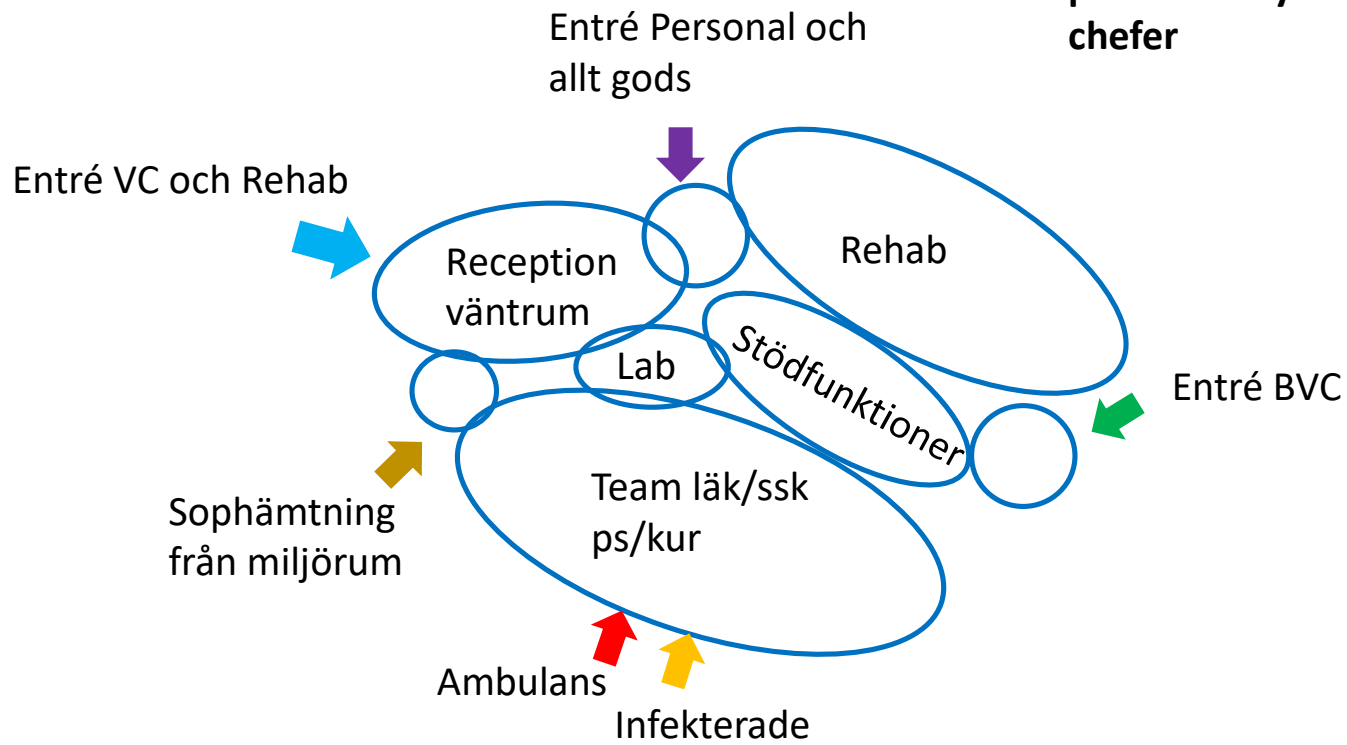 chefer
Entré Personal och
allt gods
Entré VC och Rehab
Reception
väntrum
Rehab
Lab
Stödfunktioner
Entré BVC
Team läk/ssk
ps/kur
Sophämtning
från miljörum
Ambulans
Infekterade